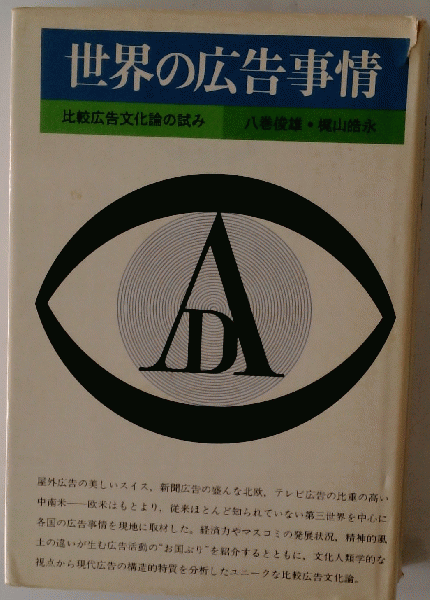 世界の広告事情
比較広告文化論の試み 八巻俊雄・梶山皓永
AD
屋外広告の美しいスイス、新聞広告の盛んな北欧、テレビ広告の比重の高い
中南米――欧米はもとより、従来ほとんど知られていない第三世界を中心に
各国の広告事情を現地に取材した。経済力やマスコミの発展状況、精神的風
土の違いが生む広告活動の“お国ぶり”を紹介するとともに、文化人類学的な
視点から現代広告の構造的特質を分析したユニークな比較広告文化論。